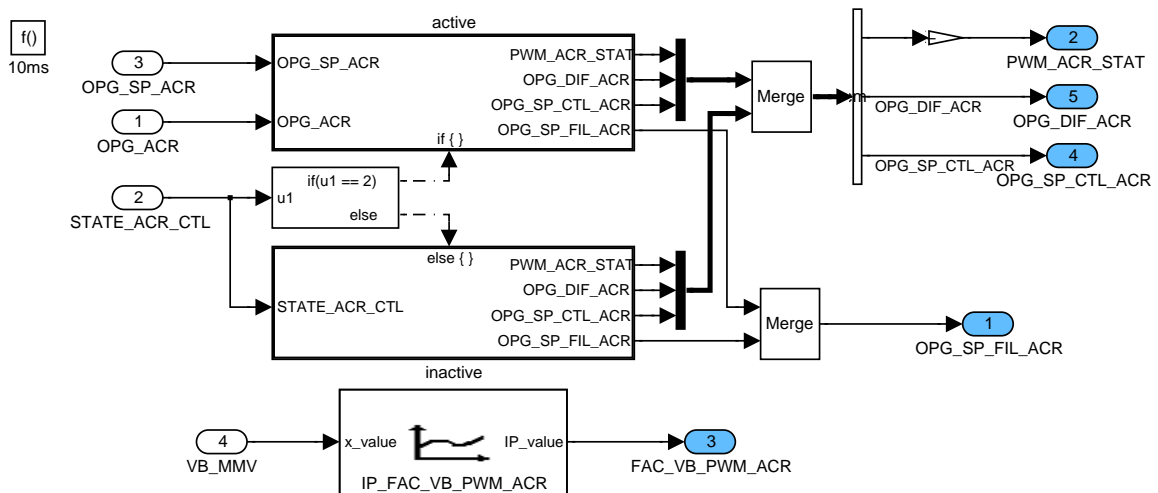 active
f()
10ms
3
OPG_SP_ACR
1
OPG_ACR
OPG_SP_ACR
OPG_ACR
PWM_ACR_STAT
OPG_DIF_ACR
OPG_SP_CTL_ACR
OPG_SP_FIL_ACR
if { }
Merge
m
2
PWM_ACR_STAT
OPG_DIF_ACR
5
OPG_DIF_ACR
OPG_SP_CTL_ACR
4
OPG_SP_CTL_ACR
2
STATE_ACR_CTL
u1
if(u1 == 2)
else
else { }
STATE_ACR_CTL
PWM_ACR_STAT
OPG_DIF_ACR
OPG_SP_CTL_ACR
OPG_SP_FIL_ACR
inactive
Merge
1
OPG_SP_FIL_ACR
4
VB_MMV
x_value
IP_value
IP_FAC_VB_PWM_ACR
3
FAC_VB_PWM_ACR